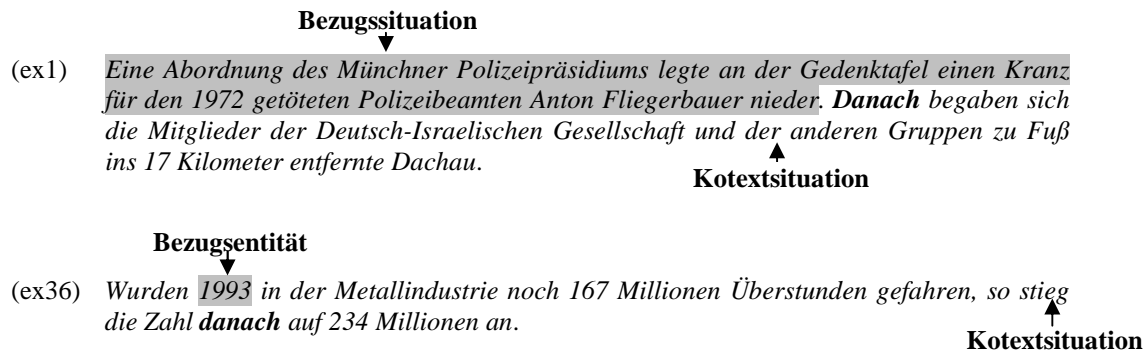 Bezugssituation
(ex1) Eine Abordnung des Münchner Polizeipräsidiums legte an der Gedenktafel einen Kranz
für den 1972 getöteten Polizeibeamten Anton Fliegerbauer nieder. Danach begaben sich
die Mitglieder der Deutsch-Israelischen Gesellschaft und der anderen Gruppen zu Fuß
ins 17 Kilometer entfernte Dachau.
Kotextsituation
Bezugsentität
(ex36) Wurden 1993 in der Metallindustrie noch 167 Millionen Überstunden gefahren, so stieg
die Zahl danach auf 234 Millionen an.
Kotextsituation